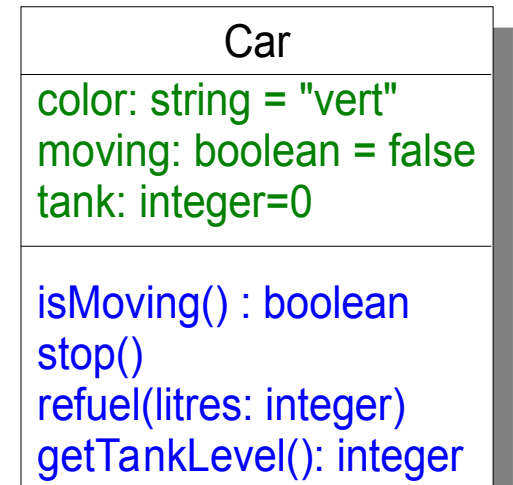 Car
color: string = "vert"
moving: boolean = false
tank: integer=0
isMoving() : boolean
stop()
refuel(litres: integer)
getTankLevel(): integer